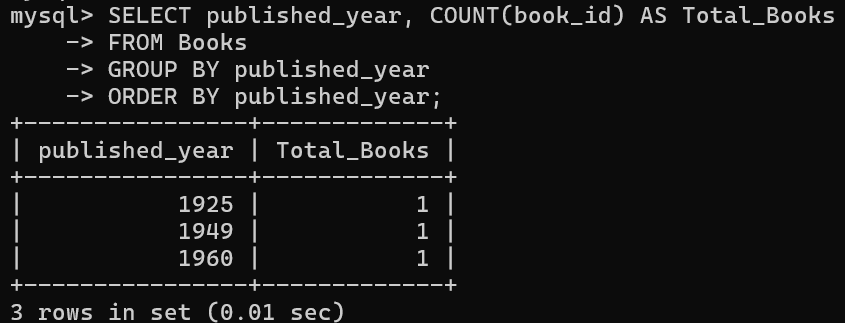 mysql> SELECT published_year, COUNT(book_id) AS Total_Books
    -> FROM Books
    -> GROUP BY published_year
    -> ORDER BY published_year;
+----------------+-------------+
| published_year | Total_Books |
+----------------+-------------+
|           1925 |           1 |
|           1949 |           1 |
|           1960 |           1 |
+----------------+-------------+
3 rows in set (0.01 sec)